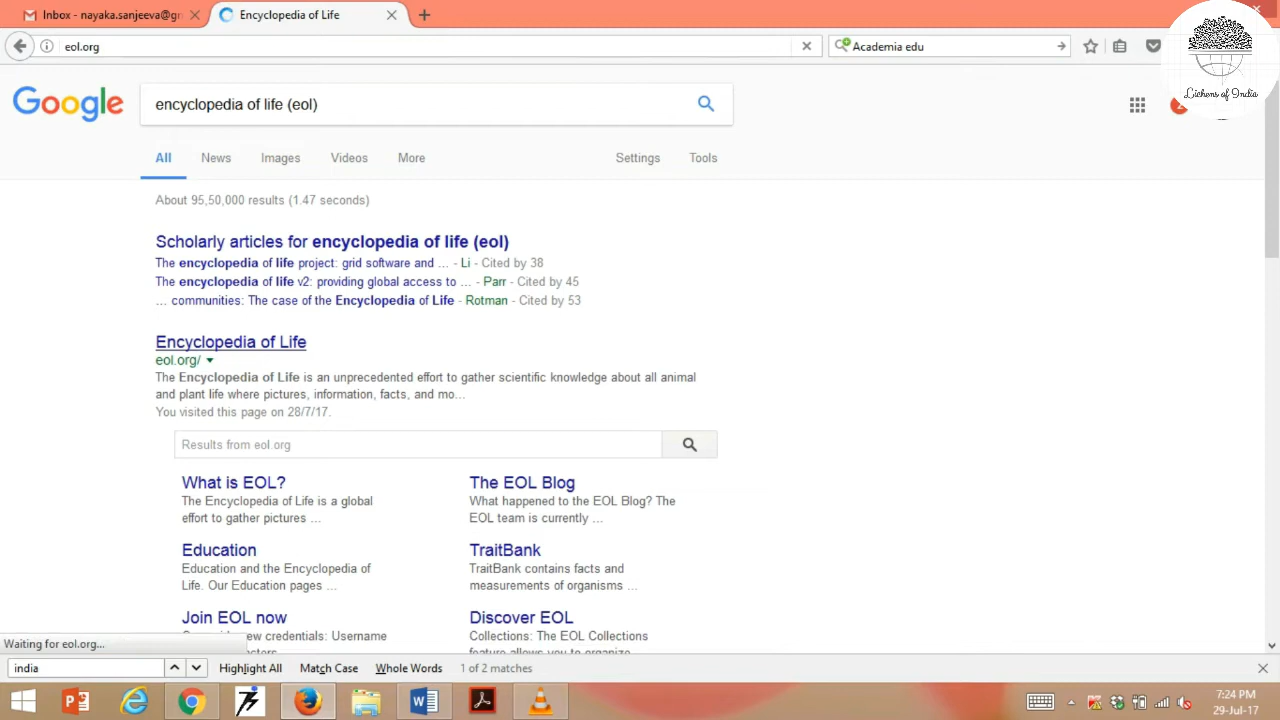 Inbox - nayaka.sanjeeva@gr
Encyclopedia of Life
eol.org
Academia edu
Lichens of India
Google
encyclopedia of life (eol)
All News Images Videos More Settings Tools
About 95,50,000 results (1.47 seconds)
Scholarly articles for encyclopedia of life (eol)
The encyclopedia of life project: grid software and ... - Li - Cited by 38
The encyclopedia of life v2: providing global access to ... - Parr - Cited by 45
... communities: The case of the Encyclopedia of Life - Rotman - Cited by 53
Encyclopedia of Life
eol.org/
The Encyclopedia of Life is an unprecedented effort to gather scientific knowledge about all animal
and plant life where pictures, information, facts, and mo...
You visited this page on 28/7/17.
Results from eol.org
What is EOL?
The Encyclopedia of Life is a global
effort to gather pictures ...
The EOL Blog
What happened to the EOL Blog? The
EOL team is currently ...
Education
Education and the Encyclopedia of
Life. Our Education pages ...
TraitBank
TraitBank contains facts and
measurements of organisms ...
Join EOL now
new credentials: Username
Discover EOL
Collections: The EOL Collections
feature allows you to organize
Waiting for eol.org...
india
Highlight All Match Case Whole Words 1 of 2 matches
7:24 PM
29-Jul-17